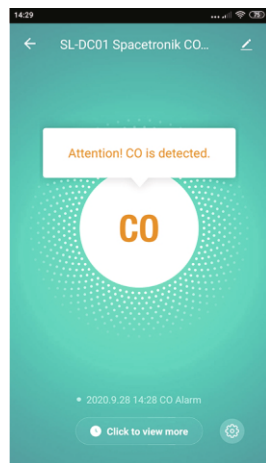 14:29
75
SL-DC01 Spacetronik CO...
Attention! CO is detected.
CO
2020.9.28 14:28 CO Alarm
Click to view more